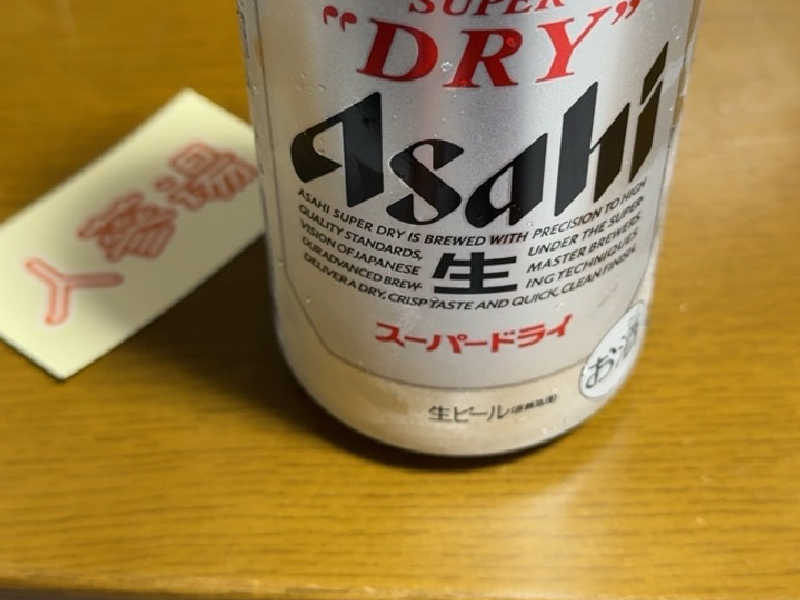 SUPER
"DRY"
Asahi
ASAHI SUPER DRY IS BREWED WITH PRECISION TO HIGH
QUALITY STANDARDS, UNDER THE SUPER-
VISION OF JAPANESE MASTER BREWERS.
OUR ADVANCED BREW- ING TECHNIQUES
DELIVER A DRY, CRISP TASTE AND QUICK, CLEAN FINISH.
生
スーパードライ
お酒
生ビール